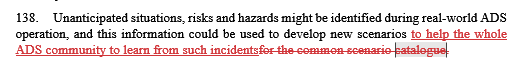 138. Unanticipated situations, risks and hazards might be identified during real-world ADS
operation, and this information could be used to develop new scenarios to help the whole
ADS community to learn from such incidentsfor the common scenario catalogue.